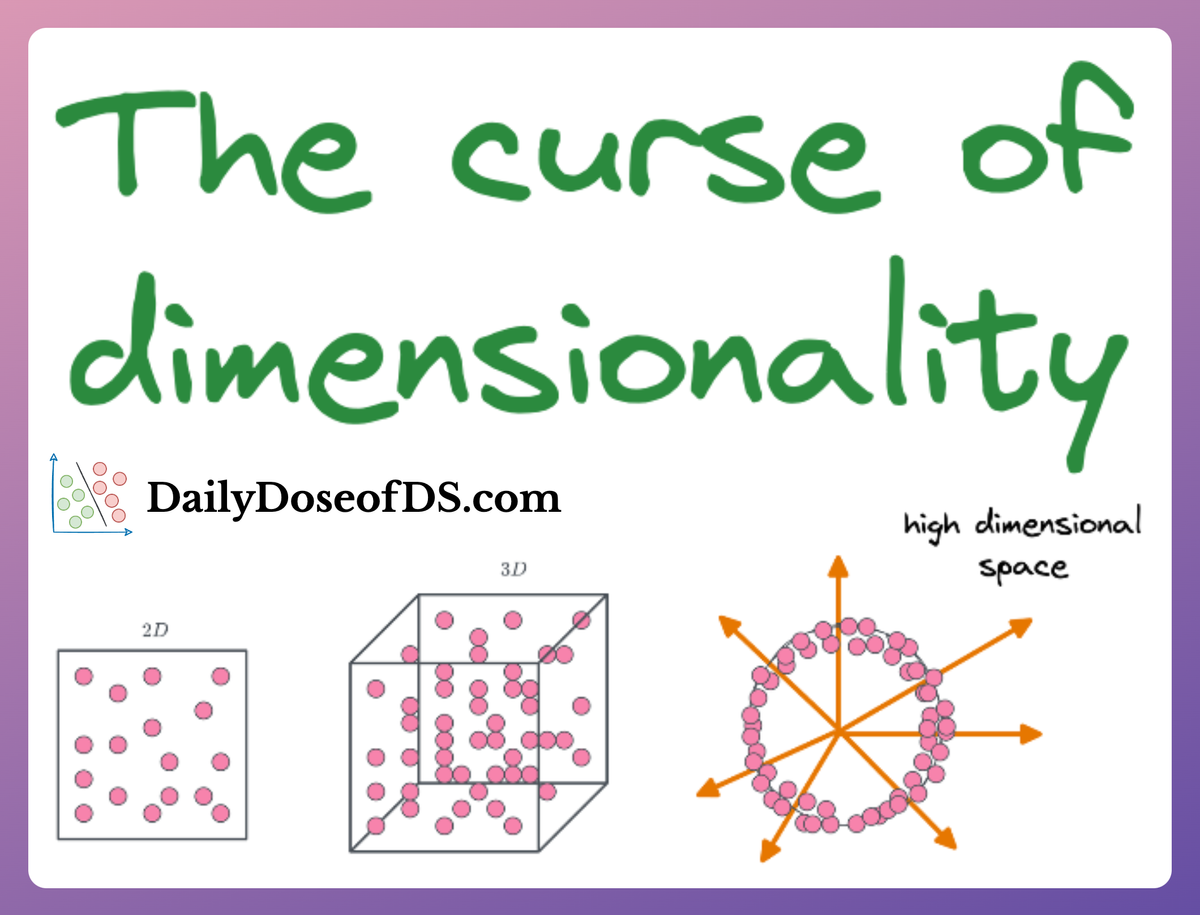 The curse of
dimensionality
DailyDoseofDS.com
high dimensional
space
3D
2D